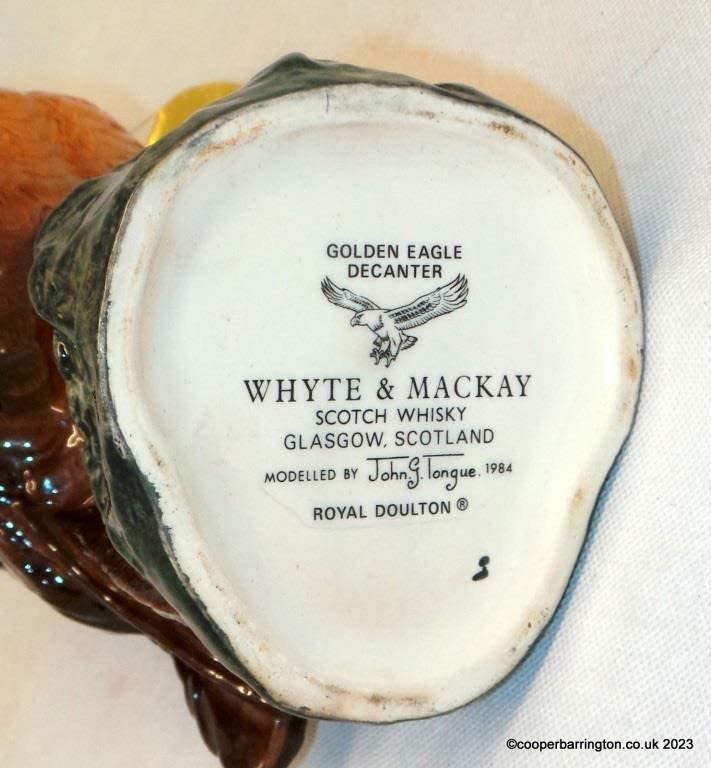 GOLDEN EAGLE
DECANTER
WHYTE & MACKAY
SCOTCH WHISKY
GLASGOW, SCOTLAND
MODELLED BY John G. Tongue. 1984
ROYAL DOULTON ®
©cooperbarrington.co.uk 2023